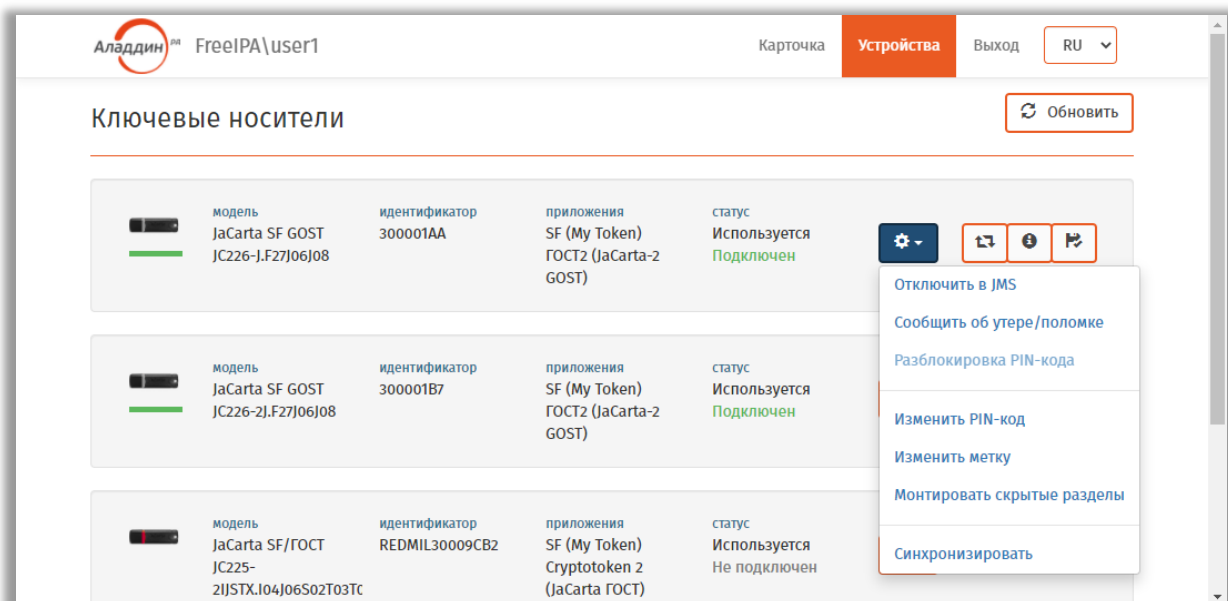 Аладдин РД FreeIPA\user1 Карточка Устройства Выход RU
Ключевые носители Обновить
модель идентификатор приложения статус
JaCarta SF GOST 300001AA SF (My Token) Используется
JC226-J.F27J06J08 ГОСТ2 (JaCarta-2 Подключен
GOST)
Отключить в JMS
Сообщить об утере/поломке
Разблокировка PIN-кода
модель идентификатор приложения статус
JaCarta SF GOST 300001B7 SF (My Token) Используется
JC226-2J.F27J06J08 ГОСТ2 (JaCarta-2 Подключен
GOST)
Изменить PIN-код
Изменить метку
Монтировать скрытые разделы
модель идентификатор приложения статус
JaCarta SF/ГОСТ REDMIL30009CB2 SF (My Token) Используется
JC225- Cryptotoken 2 Не подключен
2IJSTX.I04J06S02T03T0 (JaCarta ГОСТ)
Синхронизировать